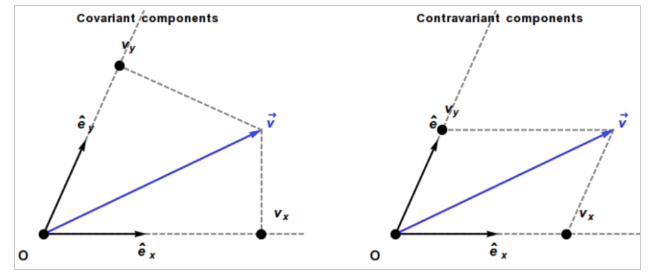 Covariant components
v_y
ê_y
v⃗
v_x
O
ê_x
Contravariant components
v_y
ê
v⃗
v_x
O
ê_x